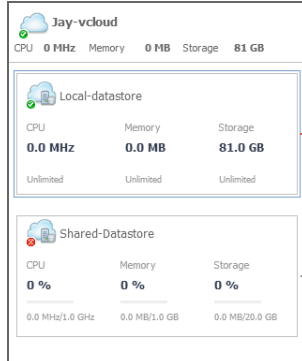 Jay-vcloud
CPU 0 MHz Memory 0 MB Storage 81 GB
Local-datastore
CPU Memory Storage
0.0 MHz 0.0 MB 81.0 GB
Unlimited Unlimited Unlimited
Shared-Datastore
CPU Memory Storage
0 % 0 % 0 %
0.0 MHz/1.0 GHz 0.0 MB/1.0 GB 0.0 MB/20.0 GB